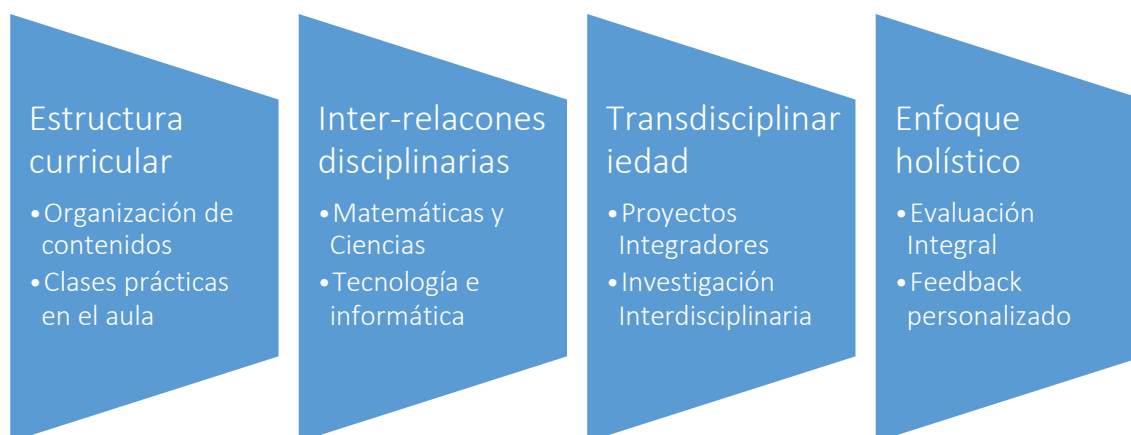 Estructura
curricular
•Organización de
contenidos
•Clases prácticas
en el aula
Inter-relacones
disciplinarias
•Matemáticas y
Ciencias
•Tecnología e
informática
Transdisciplinar
iedad
•Proyectos
Integradores
•Investigación
Interdisciplinaria
Enfoque
holístico
•Evaluación
Integral
•Feedback
personalizado